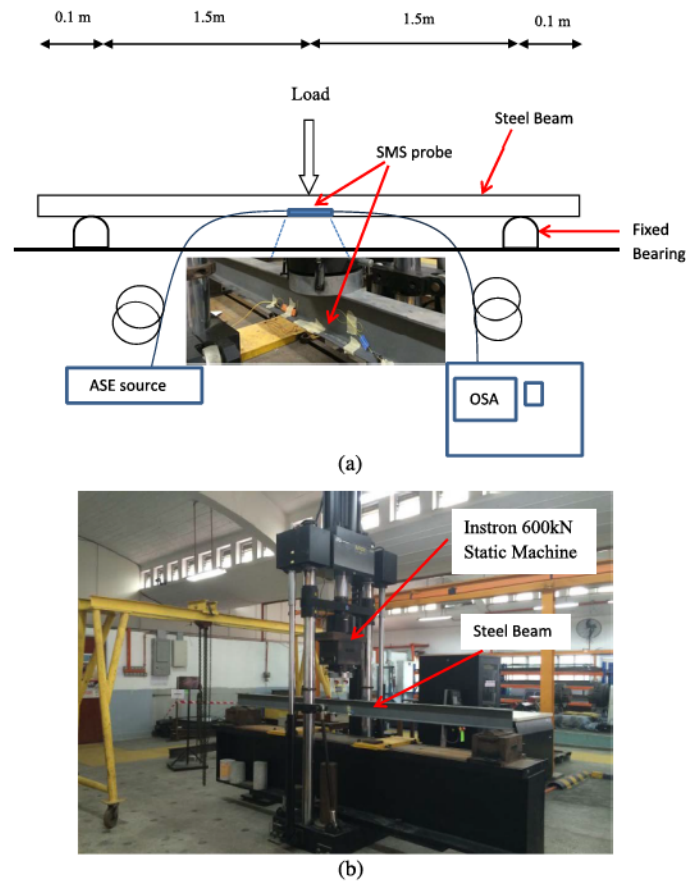 0.1 m
1.5m
1.5m
0.1 m
Load
Steel Beam
SMS probe
Fixed
Bearing
ASE source
OSA
(a)
Instron 600kN
Static Machine
Steel Beam
(b)